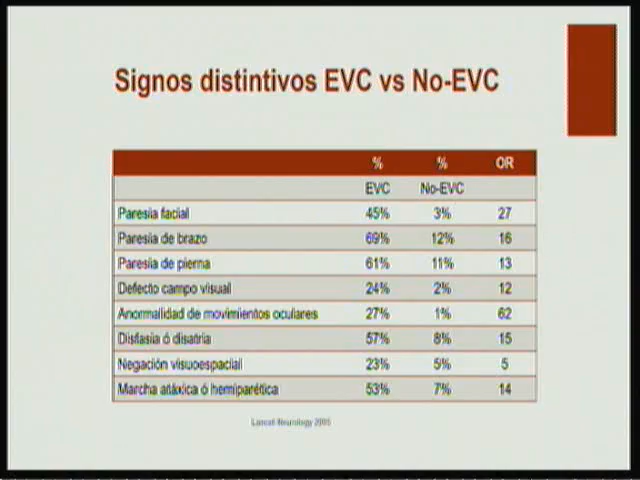 Signos distintivos EVC vs No-EVC
% % OR
EVC No-EVC
Paresia facial 45% 3% 27
Paresia de brazo 69% 12% 16
Paresia de pierna 61% 11% 13
Defecto campo visual 24% 2% 12
Anormalidad de movimientos oculares 27% 1% 62
Disfasia ó disatria 57% 8% 15
Negación visuoespacial 23% 5% 5
Marcha atáxica ó hemiparética 53% 7% 14
Lancet Neurology 2005